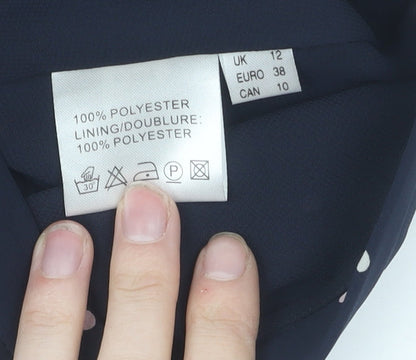 100% POLYESTER
LINING/DOUBLURE:
100% POLYESTER
30°
P
UK 12
EURO 38
CAN 10